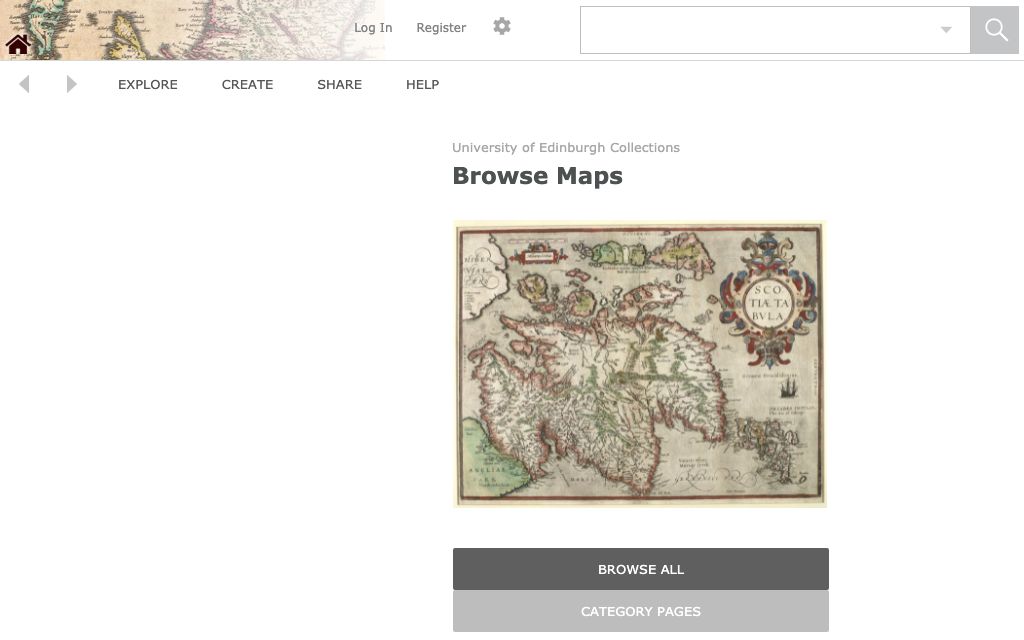 Log In Register
EXPLORE CREATE SHARE HELP
University of Edinburgh Collections
Browse Maps
SCO
TIÆ TA
BVLA
BROWSE ALL
CATEGORY PAGES